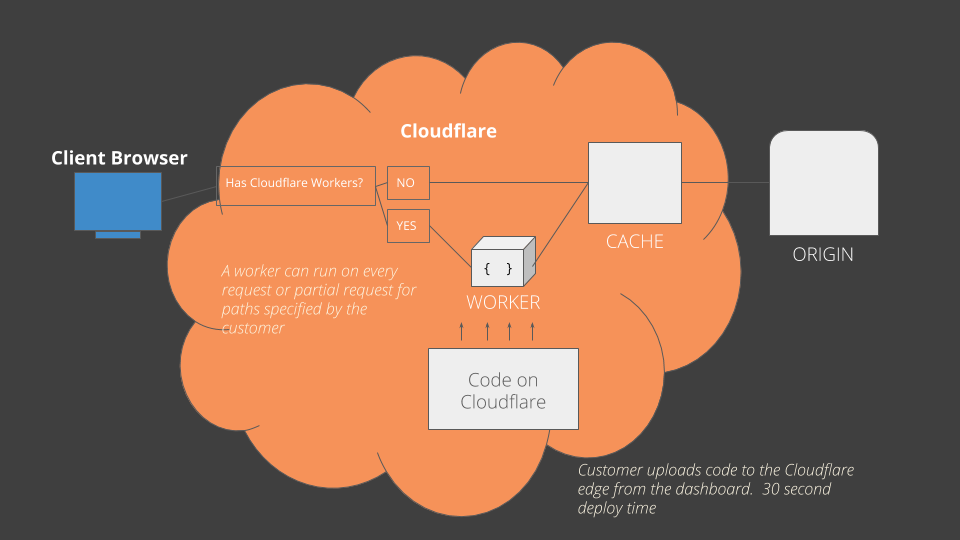 Cloudflare
Client Browser
Has Cloudflare Workers?
NO
YES
CACHE
ORIGIN
A worker can run on every
request or partial request for
paths specified by the
customer
{ }
WORKER
Code on
Cloudflare
Customer uploads code to the Cloudflare
edge from the dashboard. 30 second
deploy time